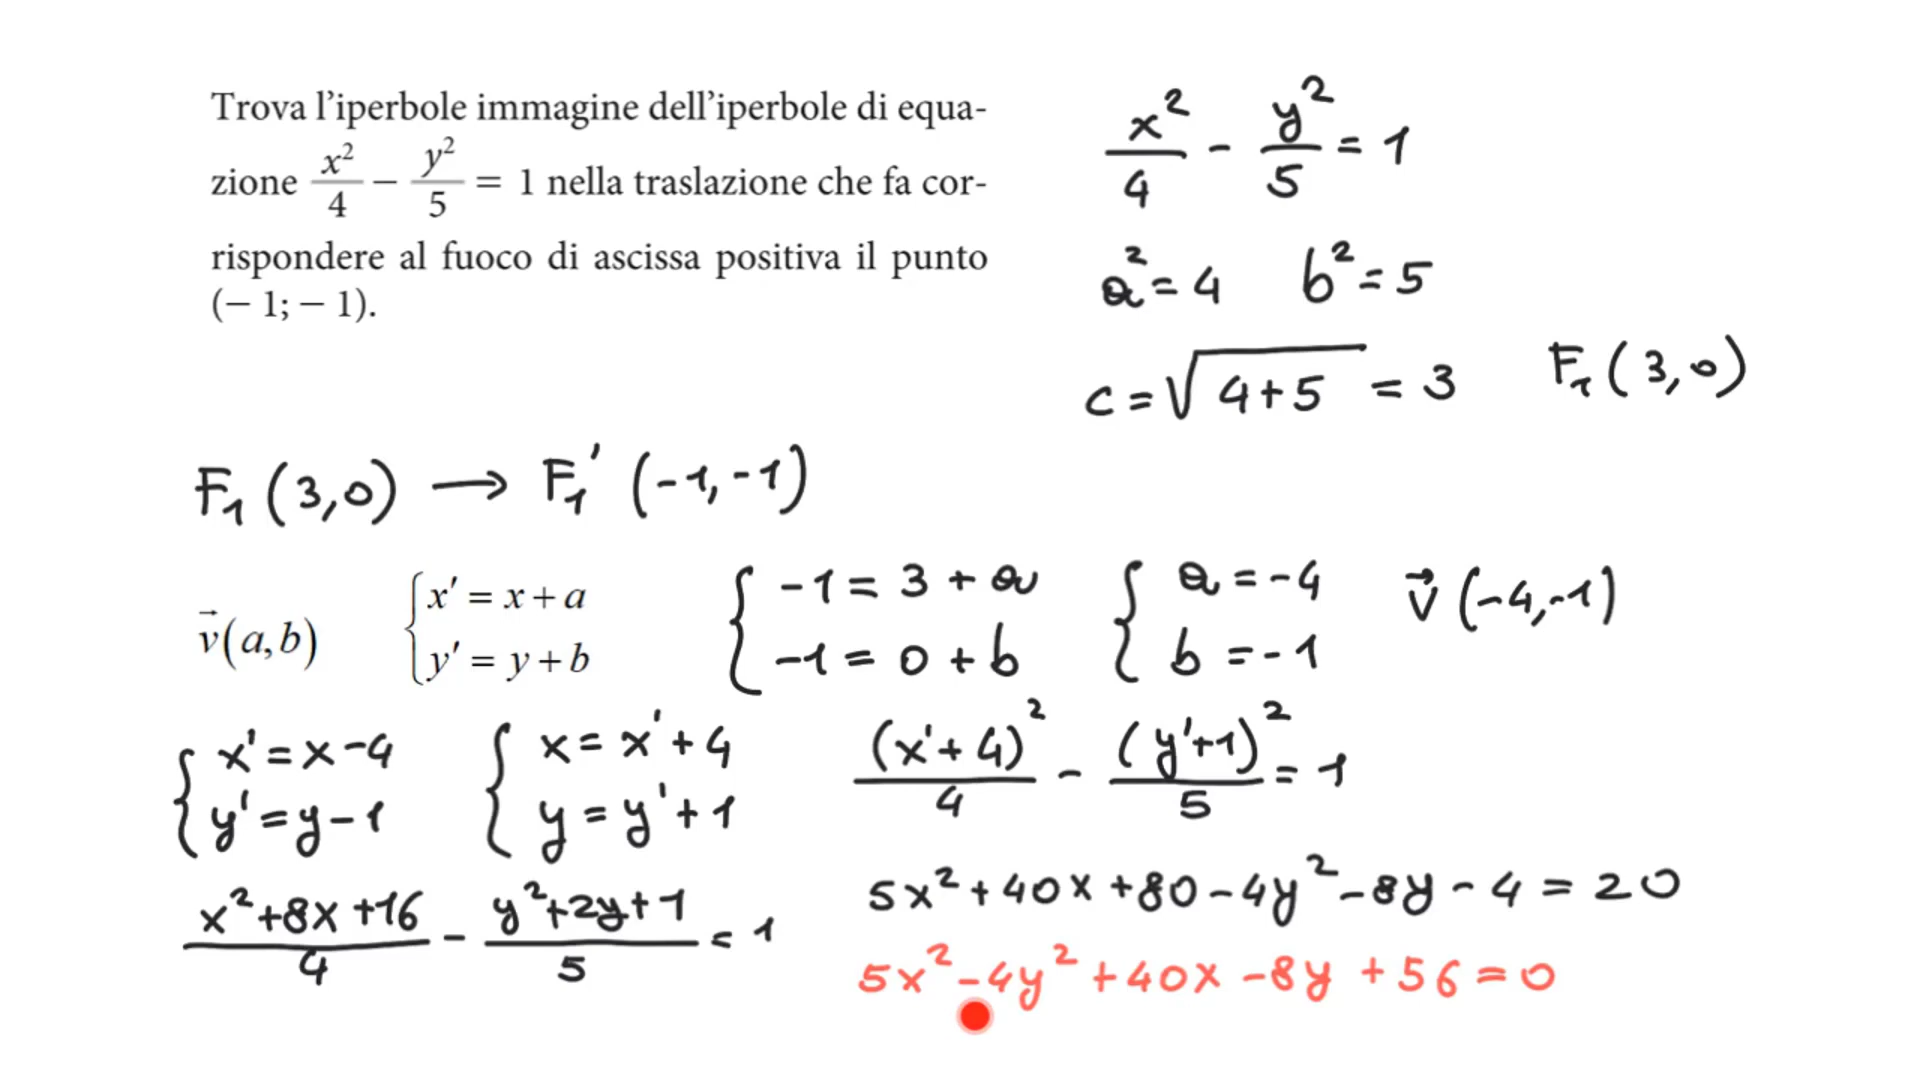 Trova l'iperbole immagine dell'iperbole di equa-
zione x²/4 − y²/5 = 1 nella traslazione che fa cor-
rispondere al fuoco di ascissa positiva il punto
(− 1; − 1).
x²/4 - y²/5 = 1
a² = 4 b² = 5
c = √(4+5) = 3 F₁(3,0)
F₁(3,0) → F₁'(-1,-1)
v⃗(a,b) { x' = x + a { -1 = 3 + a { a = -4 v⃗(-4,-1)
y' = y + b -1 = 0 + b b = -1
{ x' = x - 4 { x = x' + 4 (x'+4)²/4 - (y'+1)²/5 = 1
y' = y - 1 y = y' + 1
(x²+8x+16)/4 - (y²+2y+1)/5 = 1
5x²+40x+80-4y²-8y-4 = 20
5x²-4y²+40x-8y+56=0